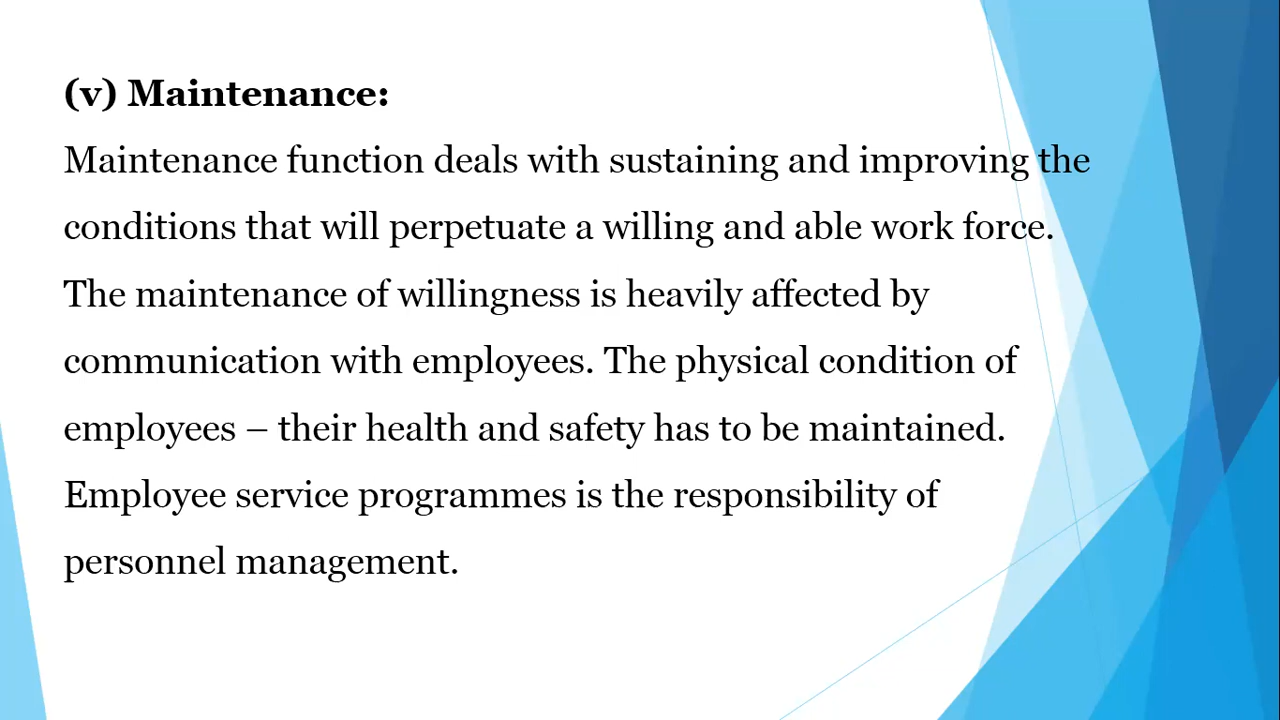 (v) Maintenance:
Maintenance function deals with sustaining and improving the
conditions that will perpetuate a willing and able work force.
The maintenance of willingness is heavily affected by
communication with employees. The physical condition of
employees – their health and safety has to be maintained.
Employee service programmes is the responsibility of
personnel management.